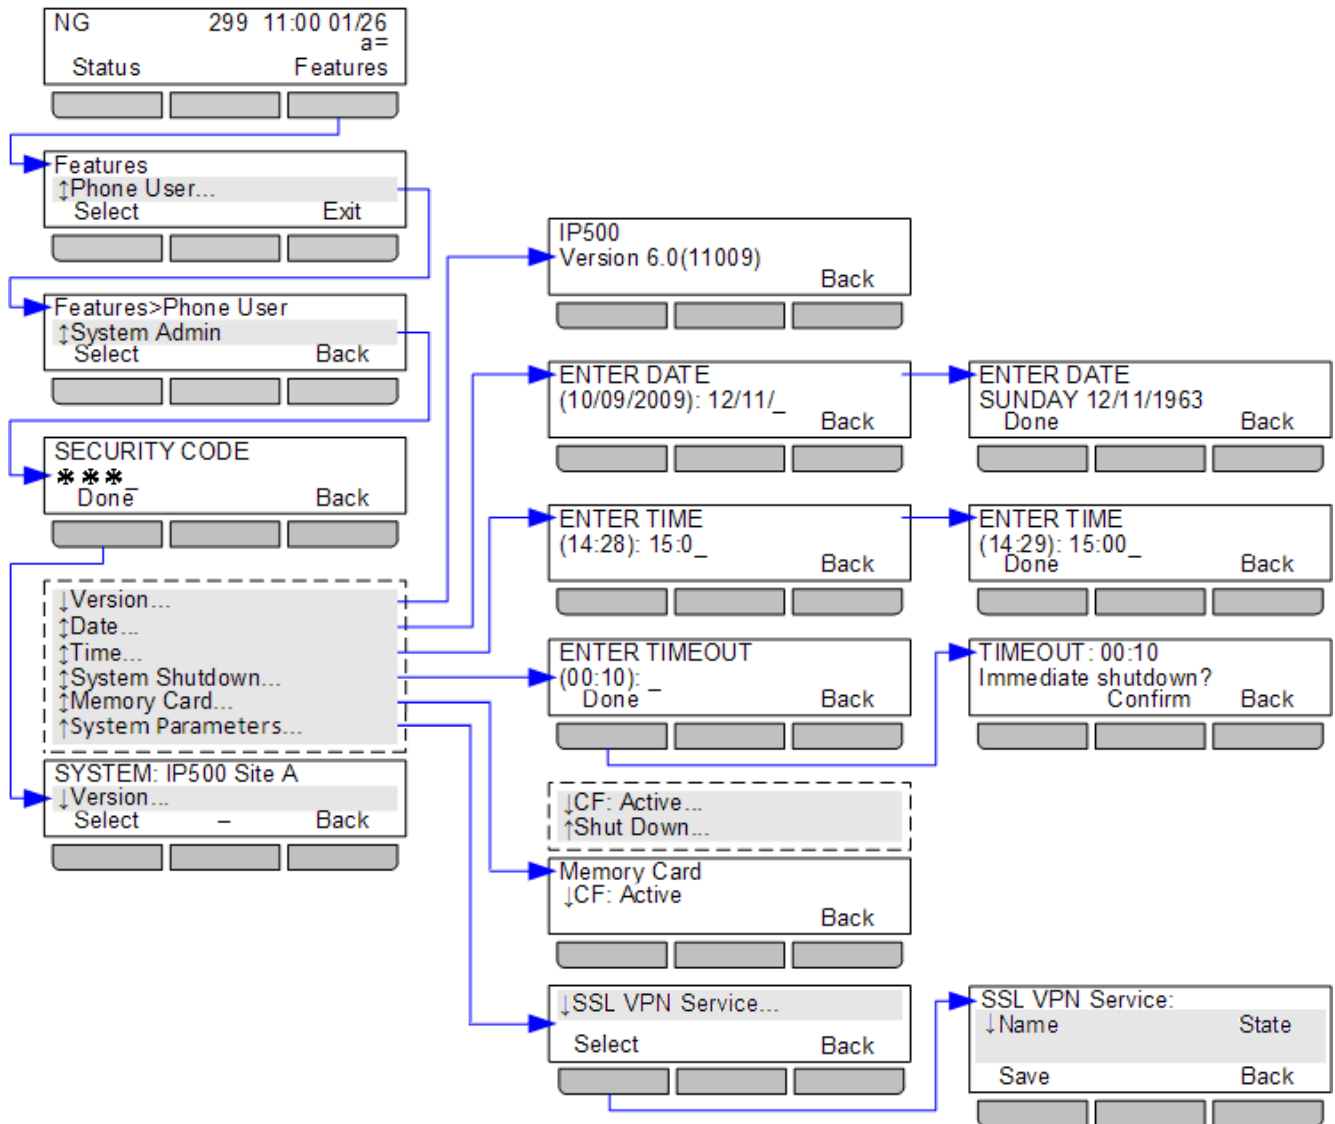 NG 299 11:00 01/26
a=
Status Features
Features
↕Phone User...
Select Exit
Features>Phone User
↕System Admin
Select Back
SECURITY CODE
***_
Done Back
↓Version...
↕Date...
↕Time...
↕System Shutdown...
↕Memory Card...
↑System Parameters...
SYSTEM: IP500 Site A
↓Version...
Select – Back
IP500
Version 6.0(11009)
Back
ENTER DATE
(10/09/2009): 12/11/_
Back
ENTER DATE
SUNDAY 12/11/1963
Done Back
ENTER TIME
(14:28): 15:0_
Back
ENTER TIME
(14:29): 15:00_
Done Back
ENTER TIMEOUT
(00:10): _
Done Back
TIMEOUT: 00:10
Immediate shutdown?
Confirm Back
↓CF: Active...
↑Shut Down...
Memory Card
↓CF: Active
Back
↓SSL VPN Service...
Select Back
SSL VPN Service:
↓Name State
Save Back